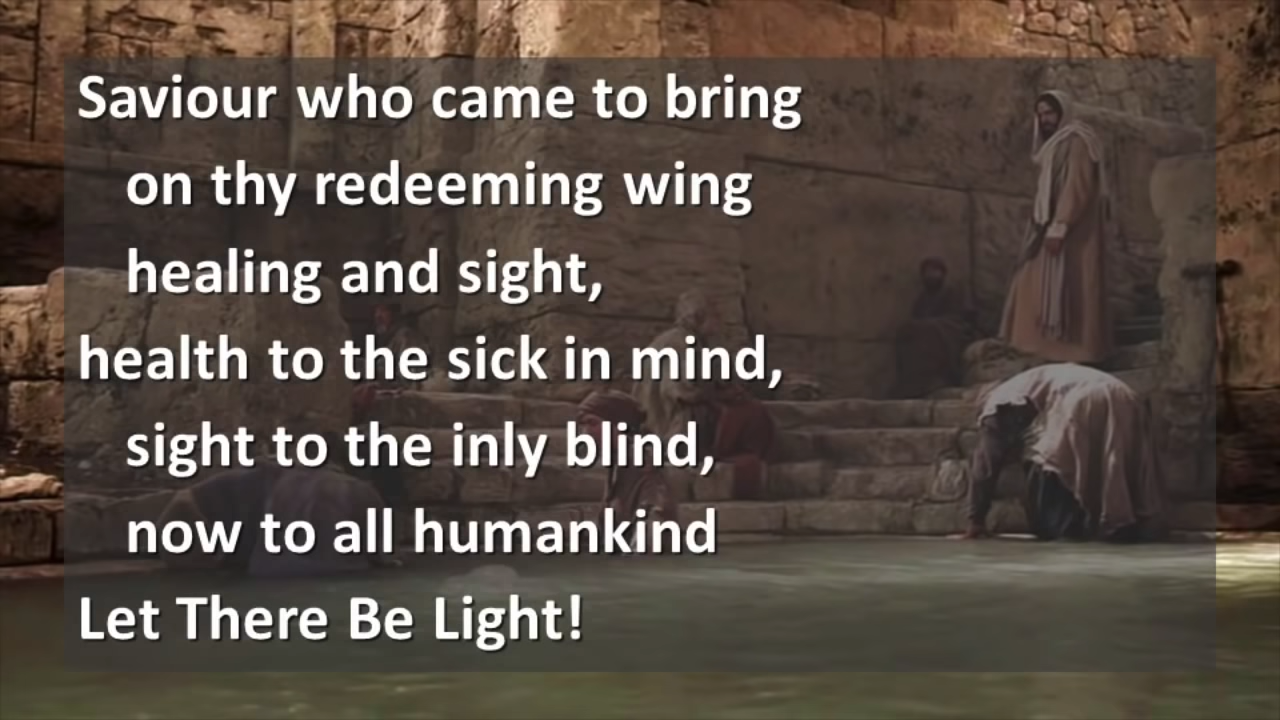 Saviour who came to bring
on thy redeeming wing
healing and sight,
health to the sick in mind,
sight to the inly blind,
now to all humankind
Let There Be Light!